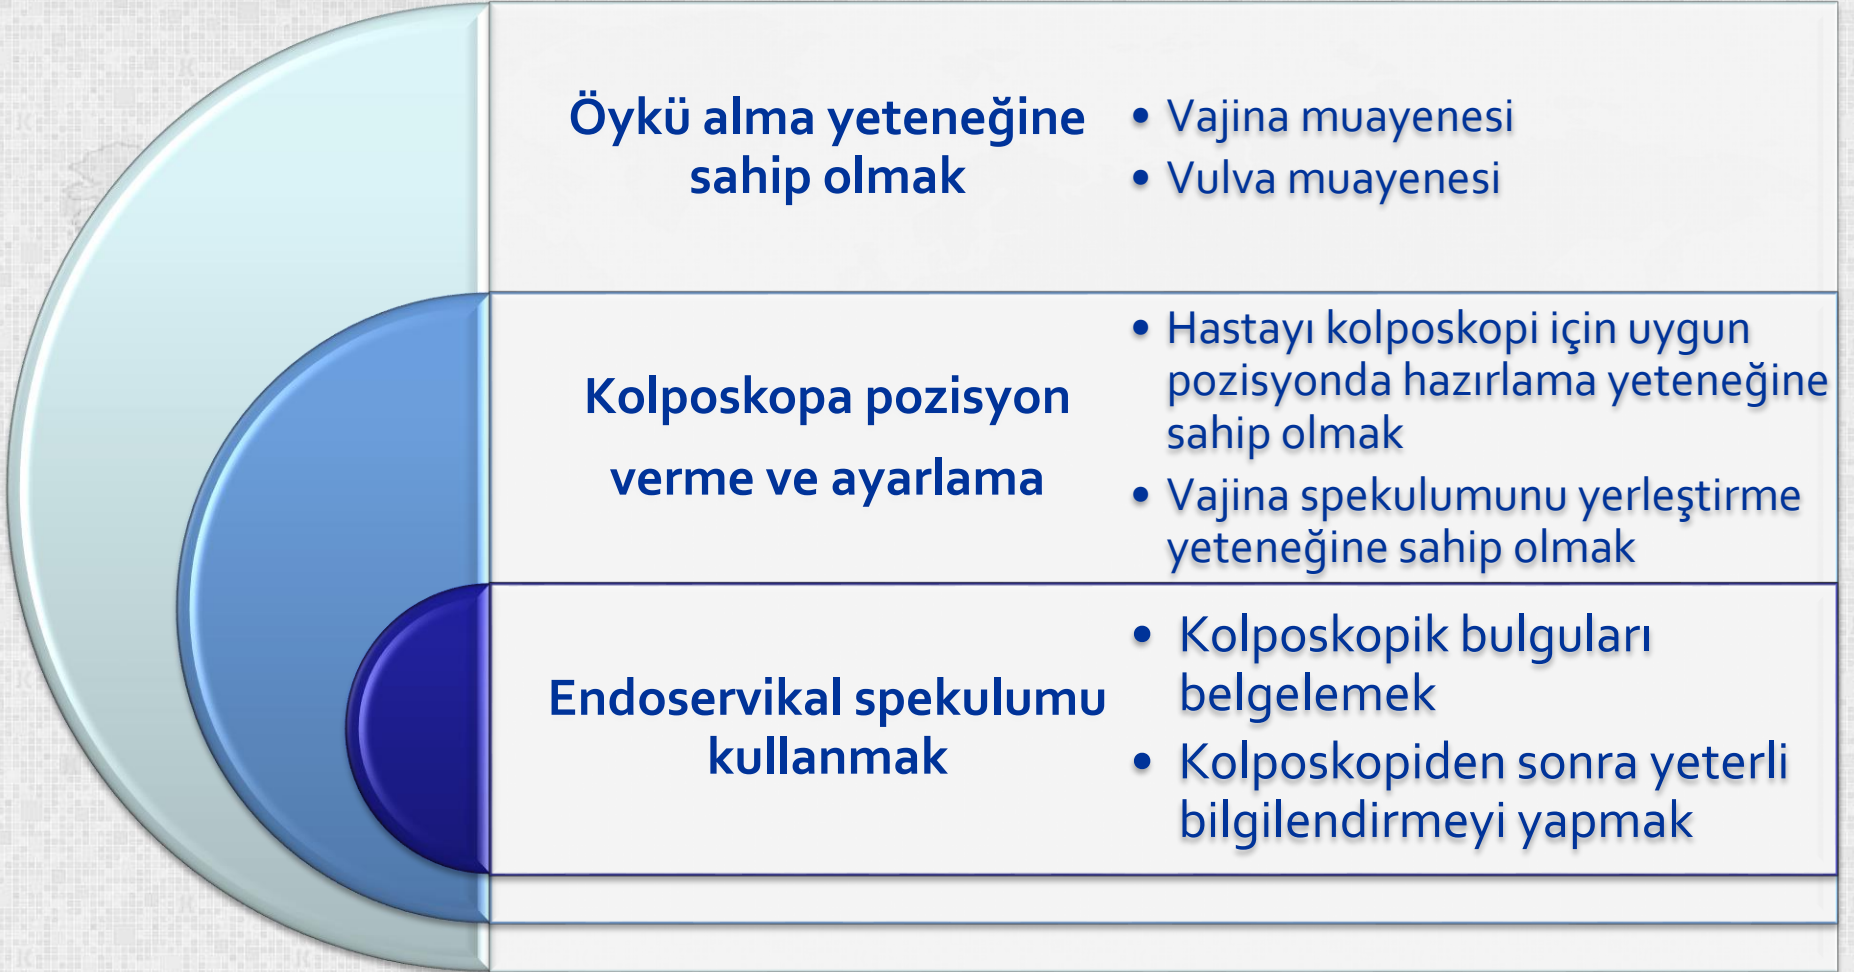 Öykü alma yeteneğine
sahip olmak
• Vajina muayenesi
• Vulva muayenesi
Kolposkopa pozisyon
verme ve ayarlama
• Hastayı kolposkopi için uygun
pozisyonda hazırlama yeteneğine
sahip olmak
• Vajina spekulumunu yerleştirme
yeteneğine sahip olmak
Endoservikal spekulumu
kullanmak
• Kolposkopik bulguları
belgelemek
• Kolposkopiden sonra yeterli
bilgilendirmeyi yapmak